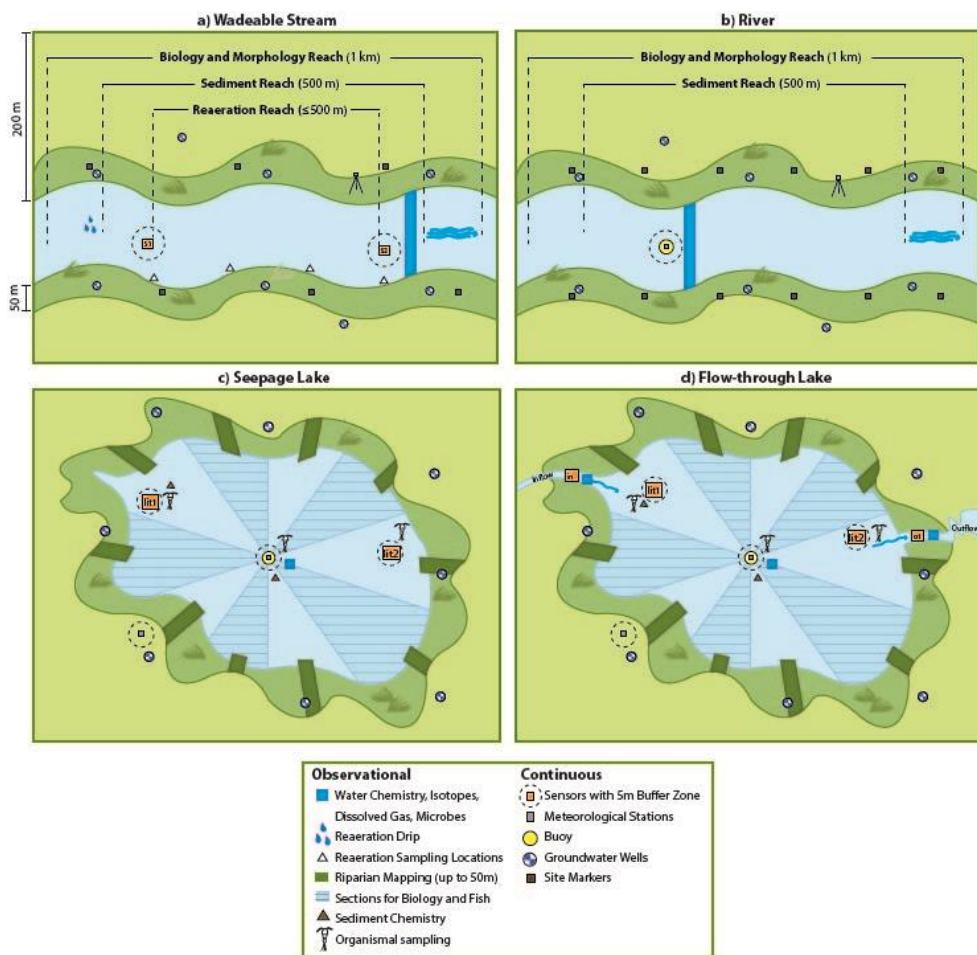 a) Wadeable Stream
Biology and Morphology Reach (1 km)
Sediment Reach (500 m)
Reaeration Reach (≤500 m)
200 m
50 m
S1
S2
b) River
Biology and Morphology Reach (1 km)
Sediment Reach (500 m)
c) Seepage Lake
lit1
lit2
d) Flow-through Lake
Inflow
in
lit1
lit2
ot
Outflow
Observational
Water Chemistry, Isotopes,
Dissolved Gas, Microbes
Reaeration Drip
Reaeration Sampling Locations
Riparian Mapping (up to 50m)
Sections for Biology and Fish
Sediment Chemistry
Organismal sampling
Continuous
Sensors with 5m Buffer Zone
Meteorological Stations
Buoy
Groundwater Wells
Site Markers